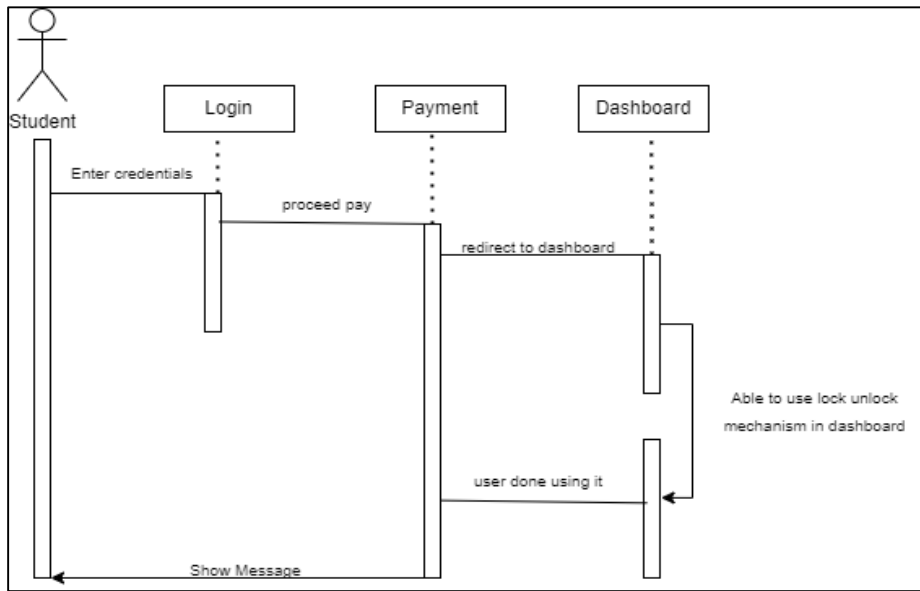 Student
Login
Payment
Dashboard
Enter credentials
proceed pay
redirect to dashboard
Able to use lock unlock
mechanism in dashboard
user done using it
Show Message